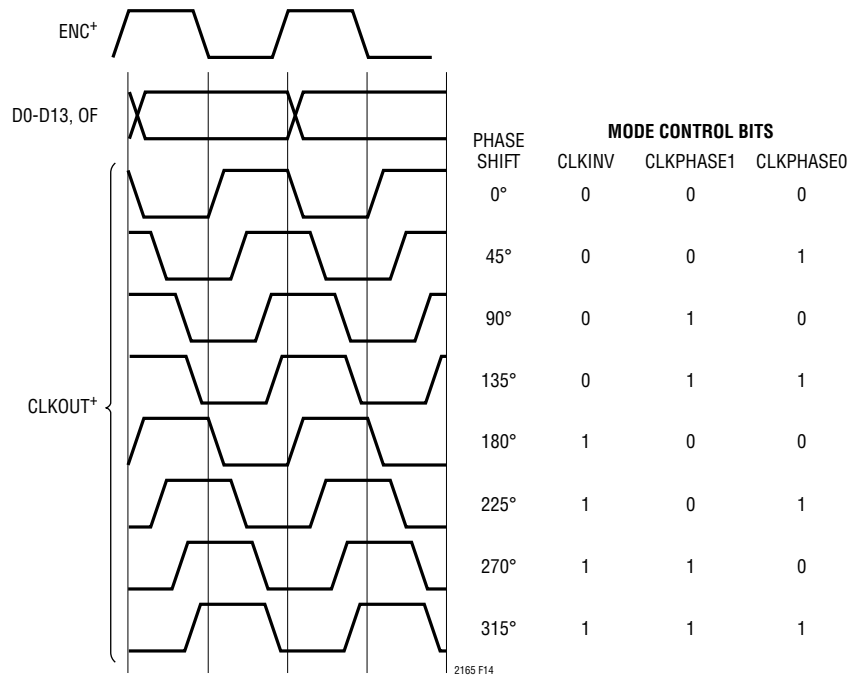 ENC+
D0-D13, OF
CLKOUT+
PHASE SHIFT
MODE CONTROL BITS
CLKINV CLKPHASE1 CLKPHASE0
0° 0 0 0
45° 0 0 1
90° 0 1 0
135° 0 1 1
180° 1 0 0
225° 1 0 1
270° 1 1 0
315° 1 1 1
2165 F14